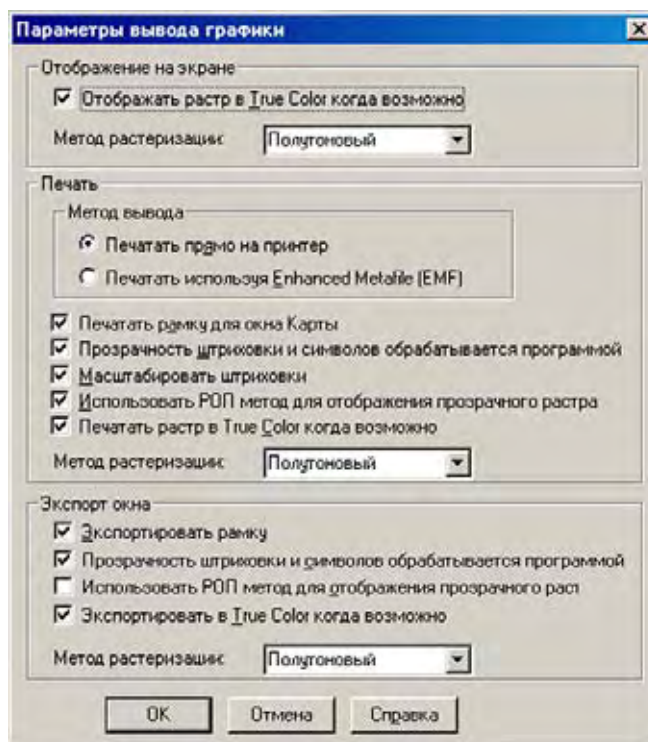 Параметры вывода графики
Отображение на экране
Отображать растр в True Color когда возможно
Метод растеризации: Полутоновый
Печать
Метод вывода
Печатать прямо на принтер
Печатать используя Enhanced Metafile (EMF)
Печатать рамку для окна Карты
Прозрачность штриховки и символов обрабатывается программой
Масштабировать штриховки
Использовать РОП метод для отображения прозрачного растра
Печатать растр в True Color когда возможно
Метод растеризации: Полутоновый
Экспорт окна
Экспортировать рамку
Прозрачность штриховки и символов обрабатывается программой
Использовать РОП метод для отображения прозрачного раст
Экспортировать в True Color когда возможно
Метод растеризации: Полутоновый
OK Отмена Справка